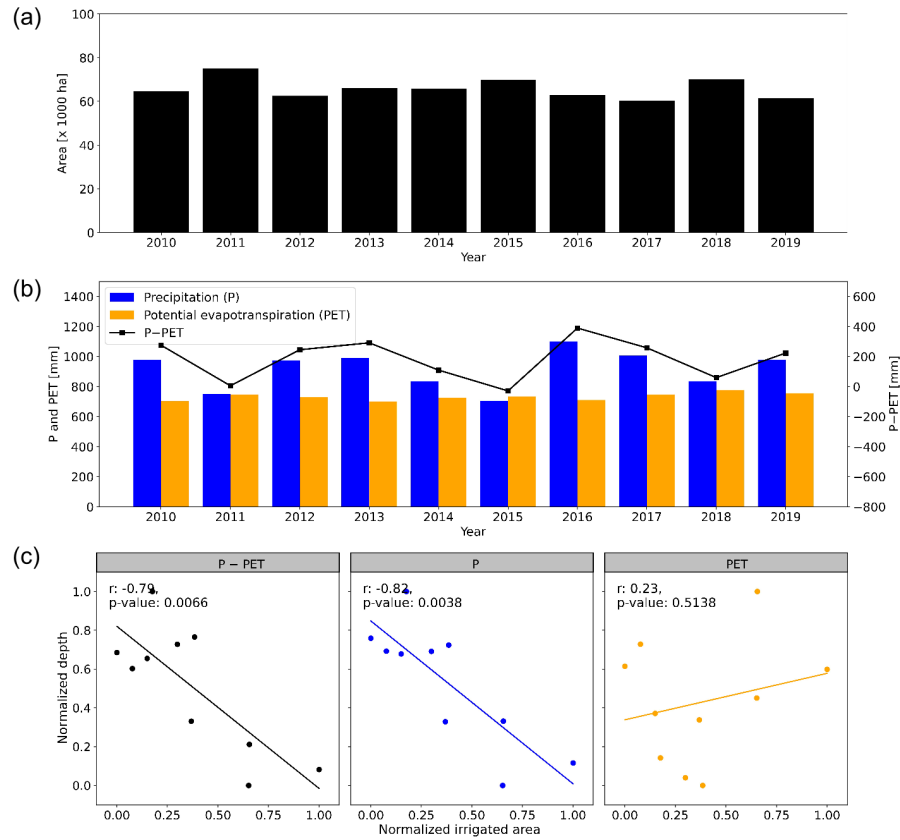 (a)
100
80
60
40
20
0
Area [x 1000 ha]
2010 2011 2012 2013 2014 2015 2016 2017 2018 2019
Year
(b)
Precipitation (P)
Potential evapotranspiration (PET)
P−PET
1400
1200
1000
800
600
400
200
0
P and PET [mm]
600
400
200
0
−200
−400
−600
−800
P−PET [mm]
2010 2011 2012 2013 2014 2015 2016 2017 2018 2019
Year
(c)
P − PET
r: -0.79,
p-value: 0.0066
P
r: -0.82,
p-value: 0.0038
PET
r: 0.23,
p-value: 0.5138
1.0
0.8
0.6
0.4
0.2
0.0
Normalized depth
0.00 0.25 0.50 0.75 1.00
0.00 0.25 0.50 0.75 1.00
0.00 0.25 0.50 0.75 1.00
Normalized irrigated area